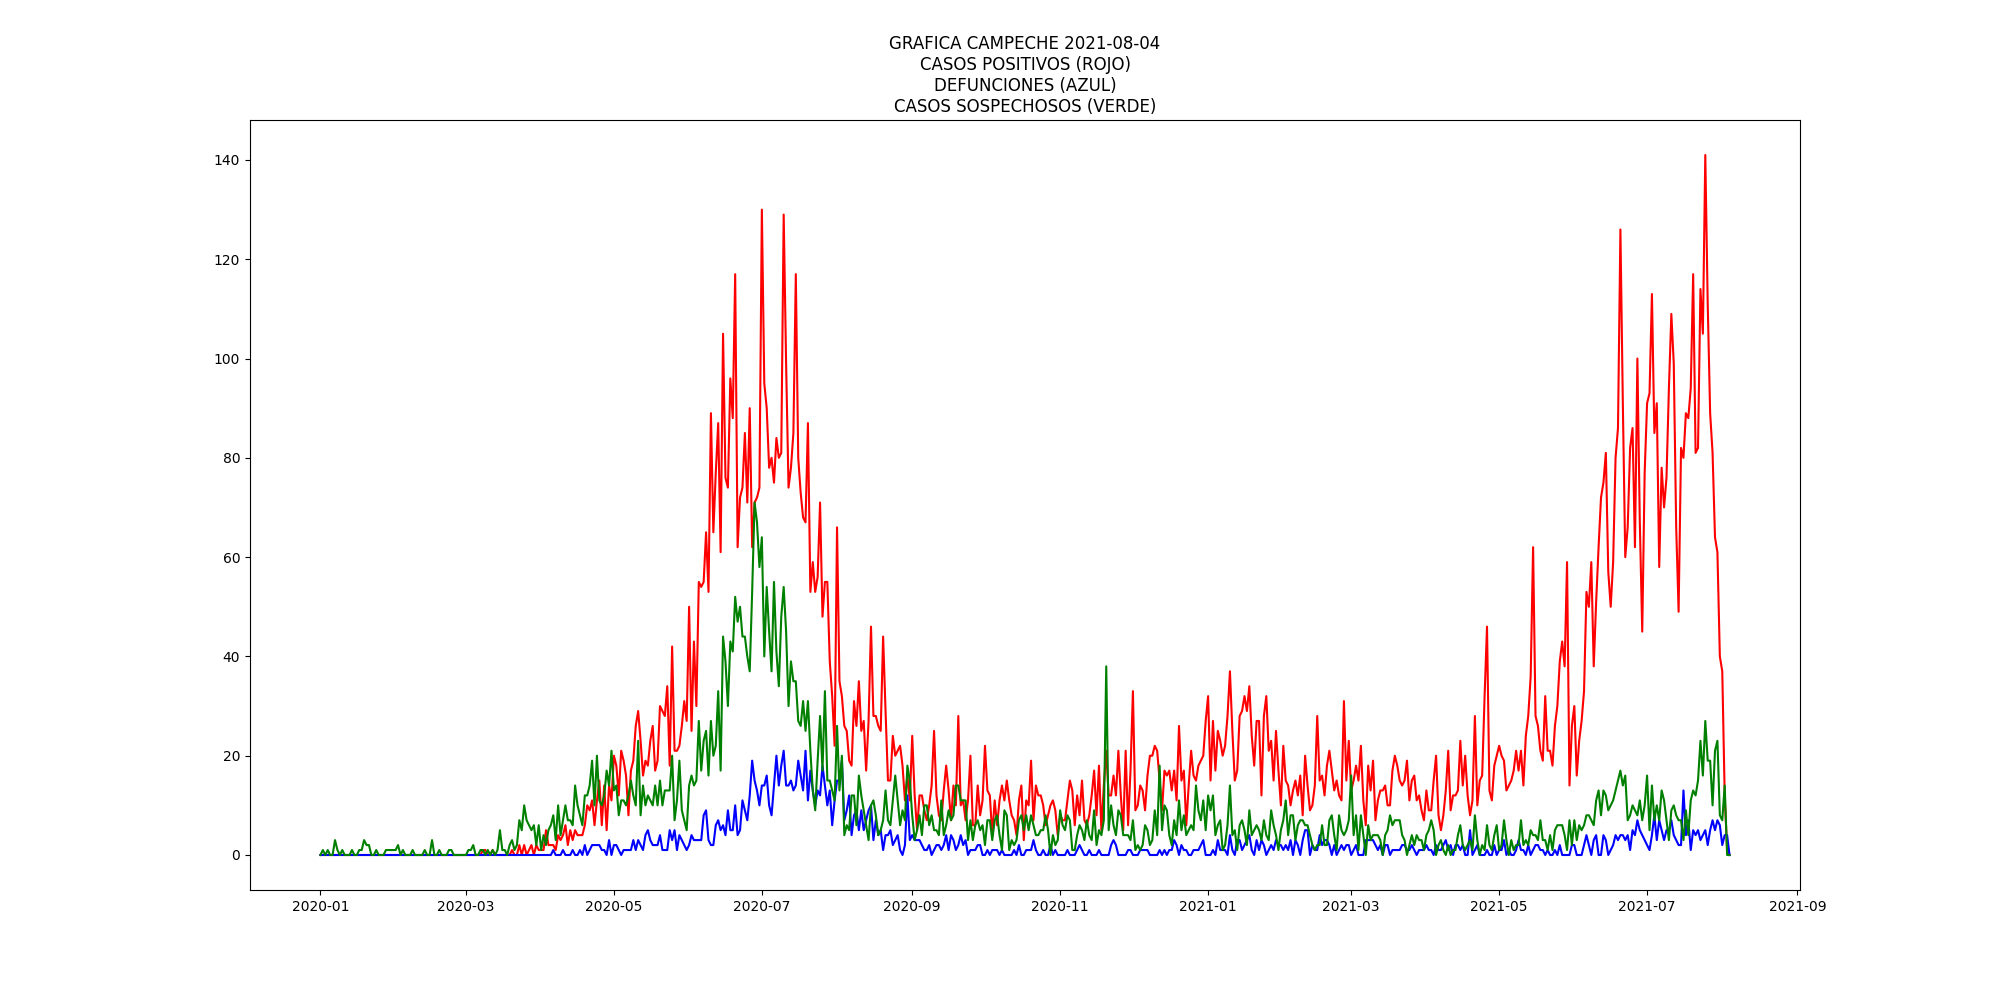 GRAFICA CAMPECHE 2021-08-04
CASOS POSITIVOS (ROJO)
DEFUNCIONES (AZUL)
CASOS SOSPECHOSOS (VERDE)
140
120
100
80
60
40
20
0
2020-01 2020-03 2020-05 2020-07 2020-09 2020-11 2021-01 2021-03 2021-05 2021-07 2021-09